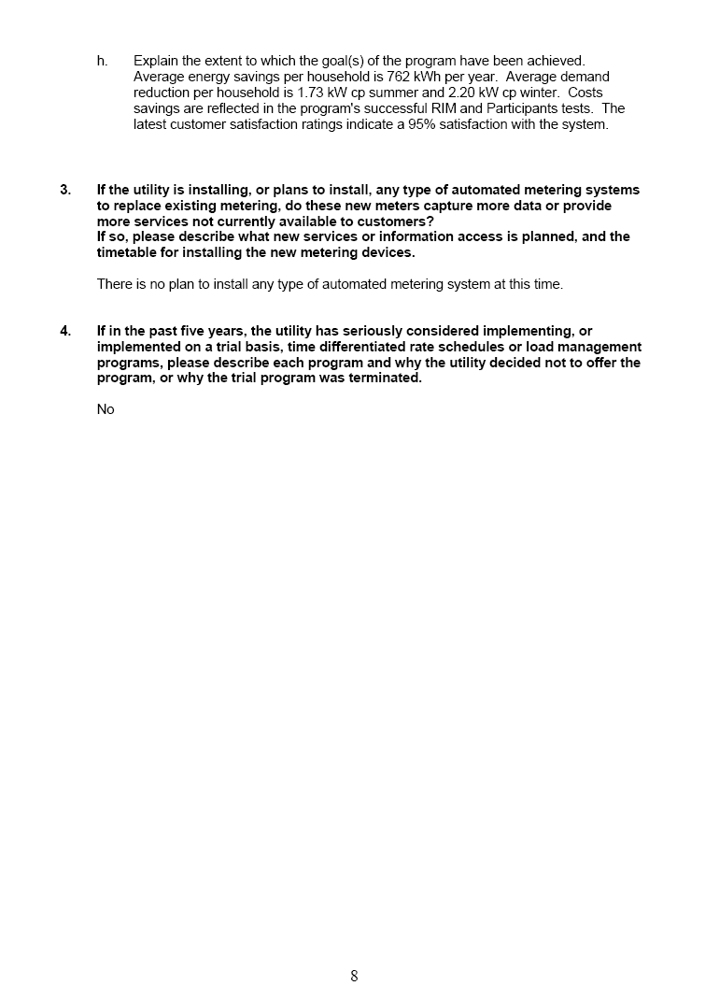 h. Explain the extent to which the goal(s) of the program have been achieved.
Average energy savings per household is 762 kWh per year. Average demand
reduction per household is 1.73 kW cp summer and 2.20 kW cp winter. Costs
savings are reflected in the program's successful RIM and Participants tests. The
latest customer satisfaction ratings indicate a 95% satisfaction with the system.
3. If the utility is installing, or plans to install, any type of automated metering systems
to replace existing metering, do these new meters capture more data or provide
more services not currently available to customers?
If so, please describe what new services or information access is planned, and the
timetable for installing the new metering devices.
There is no plan to install any type of automated metering system at this time.
4. If in the past five years, the utility has seriously considered implementing, or
implemented on a trial basis, time differentiated rate schedules or load management
programs, please describe each program and why the utility decided not to offer the
program, or why the trial program was terminated.
No
8